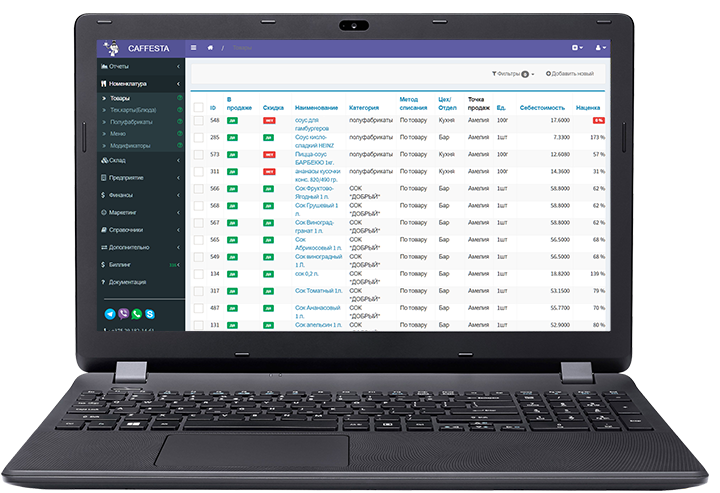 CAFFESTA
/ Товары
Отчеты
Номенклатура
Товары
Тех.карты(Блюда)
Полуфабрикаты
Меню
Модификаторы
Склад
Предприятие
Финансы
Маркетинг
Справочники
Дополнительно
Биллинг
Документация
Фильтры 0
Добавить новый
ID В продаже Скидка Наименование Категория Метод списания Цех/Отдел Точка продаж Ед. Себестоимость Наценка
548 да нет соус для гамбургеров полуфабрикаты По товару Кухня Амелия 100г 17.6000 0 %
285 да да Соус кисло-сладкий HEINZ полуфабрикаты По товару Бар Амелия 1шт 7.3300 173 %
573 да нет Пицца-соус БАРБЕКЮ 1кг. полуфабрикаты По товару Кухня Амелия 100г 12.6080 57 %
311 да нет ананасы кусочки конс. 820/490 гр. полуфабрикаты По товару Кухня Амелия 100г 14.3600 31 %
566 да да Сок Фруктово-Ягодный 1 л. СОК "ДОБРЫЙ" По товару Бар Амелия 1шт 58.8000 62 %
568 да да Сок Грушевый 1 л. СОК "ДОБРЫЙ" По товару Бар Амелия 1шт 58.8000 62 %
567 да да Сок Виноград-гранат 1 л. СОК "ДОБРЫЙ" По товару Бар Амелия 1шт 58.8000 62 %
565 да да Сок Абрикосовый 1 л. СОК "ДОБРЫЙ" По товару Бар Амелия 1шт 56.5000 68 %
549 да да Сок виноградный 1 Л. СОК "ДОБРЫЙ" По товару Бар Амелия 1шт 56.5000 68 %
134 да да сок 0,2 л. СОК "ДОБРЫЙ" По товару Бар Амелия 1шт 18.8200 139 %
317 да да Сок Томатный 1л. СОК "ДОБРЫЙ" По товару Бар Амелия 1шт 53.1500 79 %
487 да да Сок Ананасовый 1 л. СОК "ДОБРЫЙ" По товару Бар Амелия 1шт 55.7700 70 %
131 да да Сок апельсин 1 л. СОК По товару Бар Амелия 1шт 52.9000 80 %